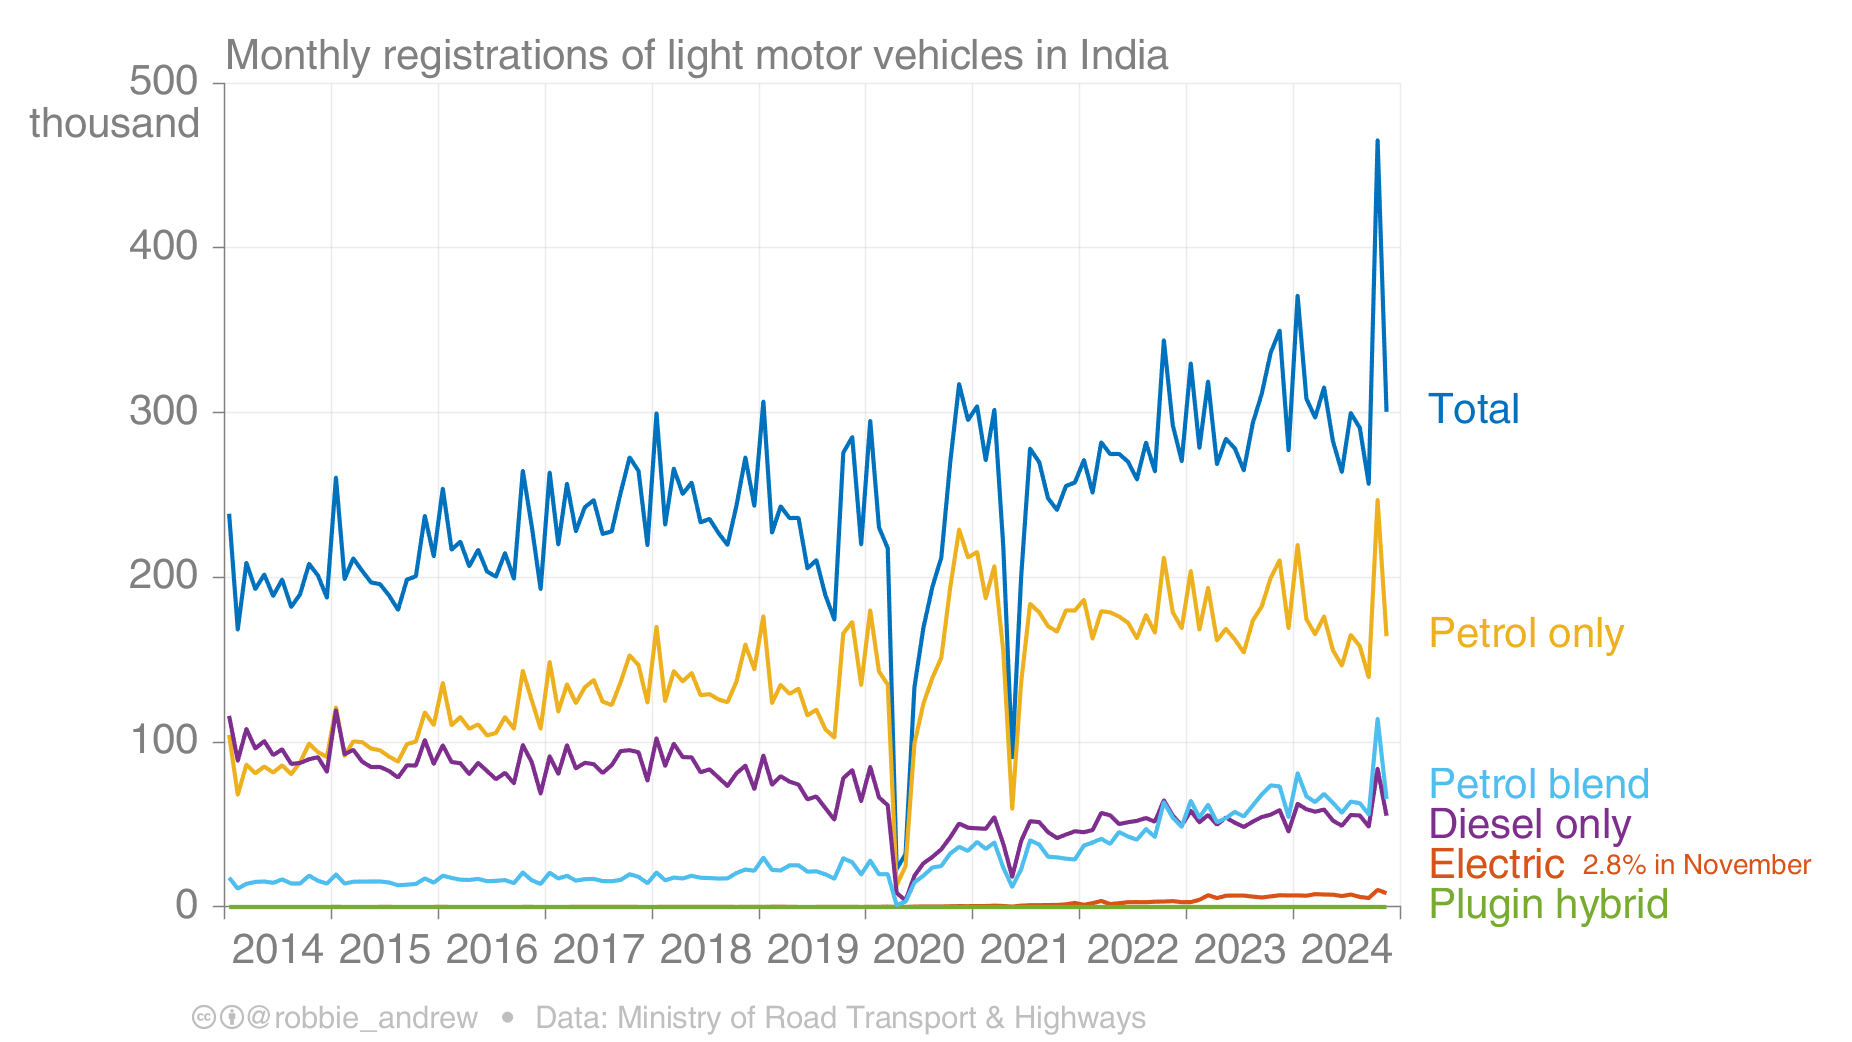 Monthly registrations of light motor vehicles in India
500
thousand
400
300
200
100
0
2014 2015 2016 2017 2018 2019 2020 2021 2022 2023 2024
Total
Petrol only
Petrol blend
Diesel only
Electric 2.8% in November
Plugin hybrid
cc @robbie_andrew • Data: Ministry of Road Transport & Highways